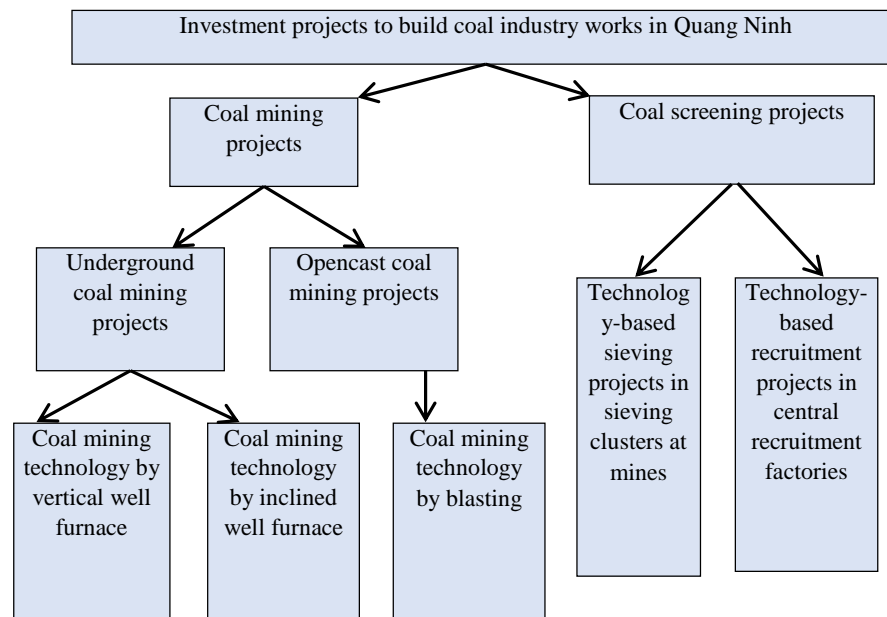 Investment projects to build coal industry works in Quang Ninh
Coal mining
projects
Coal screening projects
Underground
coal mining
projects
Opencast coal
mining projects
Technolog
y-based
sieving
projects in
sieving
clusters at
mines
Technology-
based
recruitment
projects in
central
recruitment
factories
Coal mining
technology by
vertical well
furnace
Coal mining
technology
by inclined
well furnace
Coal mining
technology
by blasting